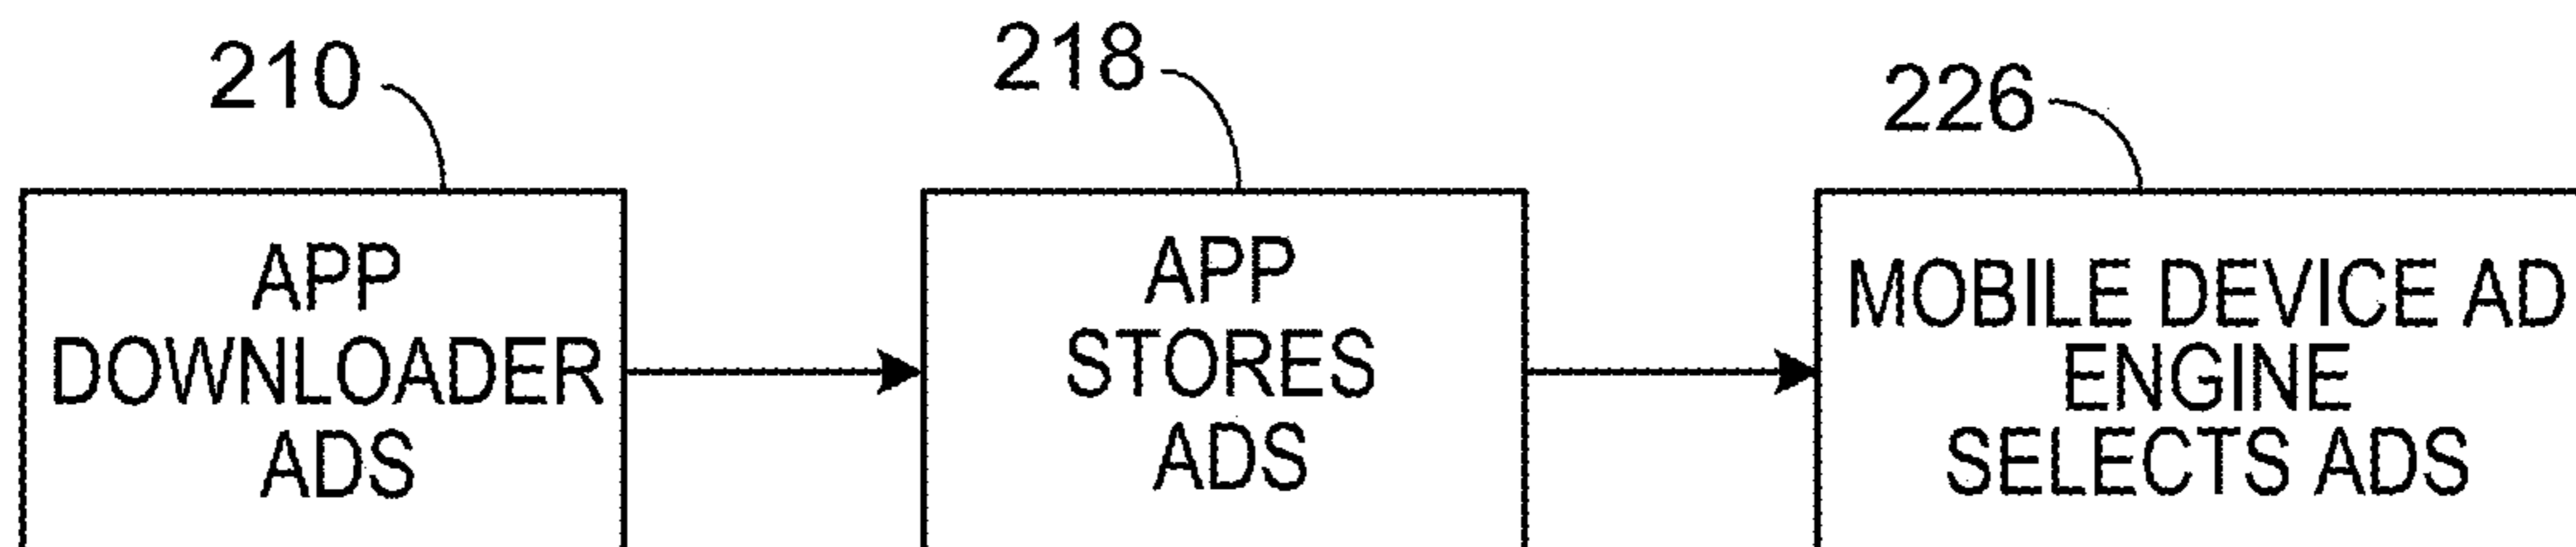 210
APP
DOWNLOADER
ADS
218
APP
STORES
ADS
226
MOBILE DEVICE AD
ENGINE
SELECTS ADS